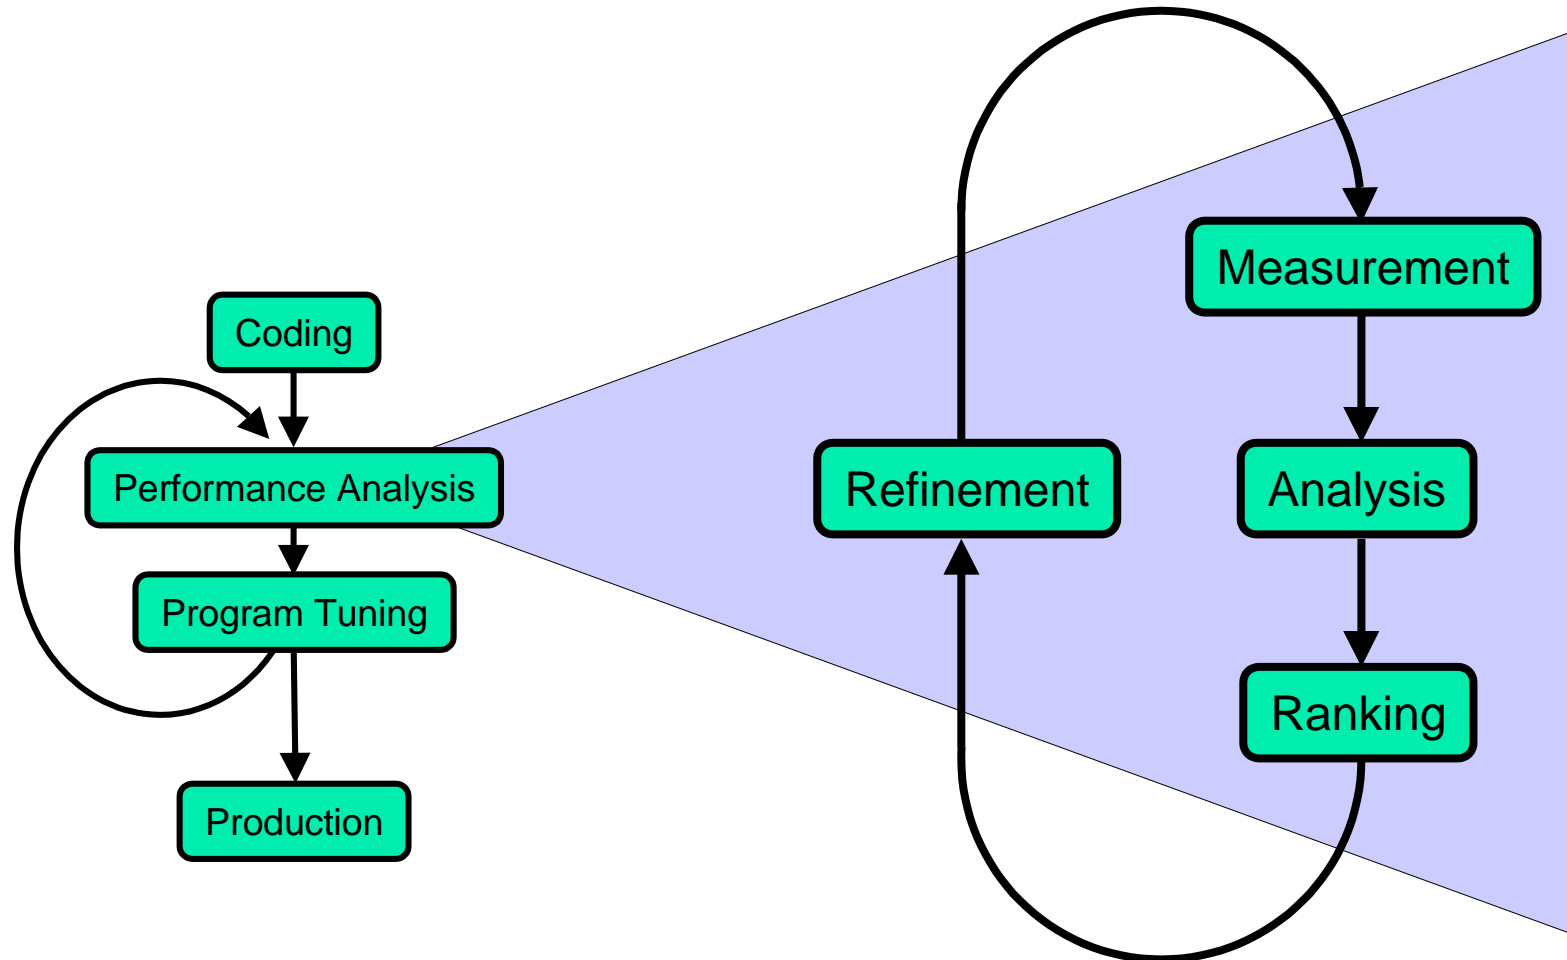 Coding
Performance Analysis
Program Tuning
Production
Measurement
Refinement
Analysis
Ranking